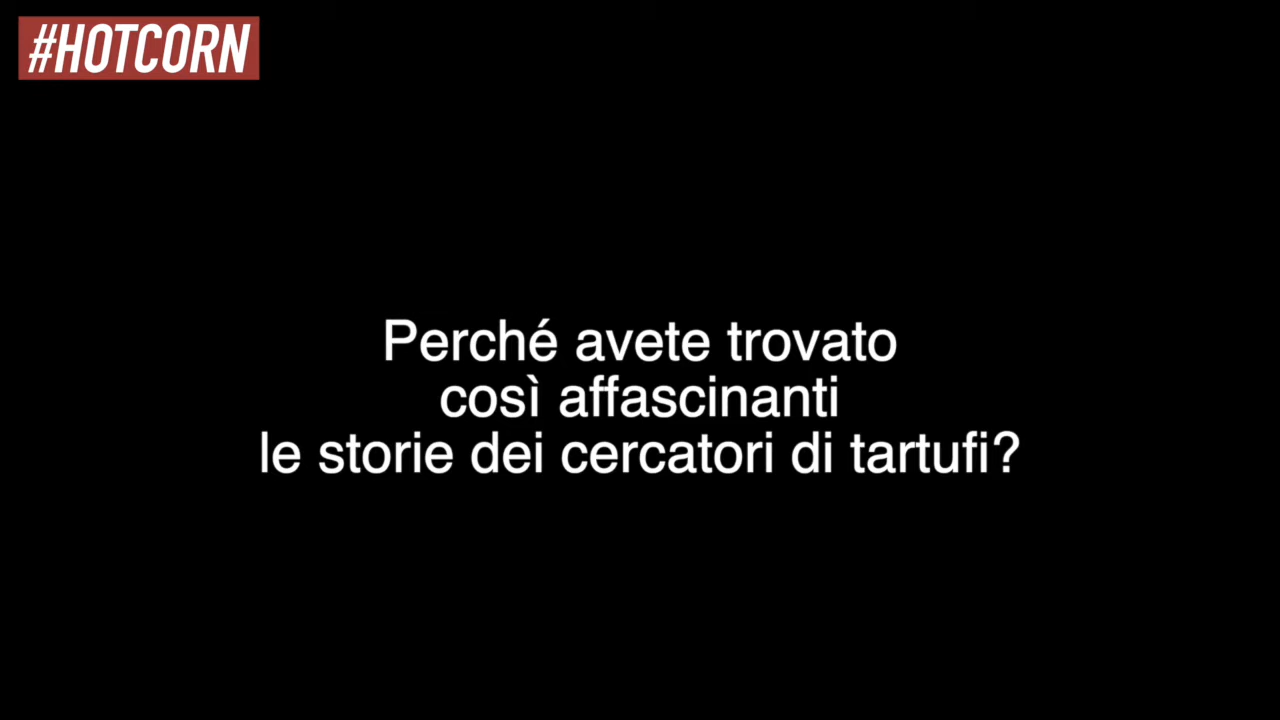 #HOTCORN
Perché avete trovato
così affascinanti
le storie dei cercatori di tartufi?